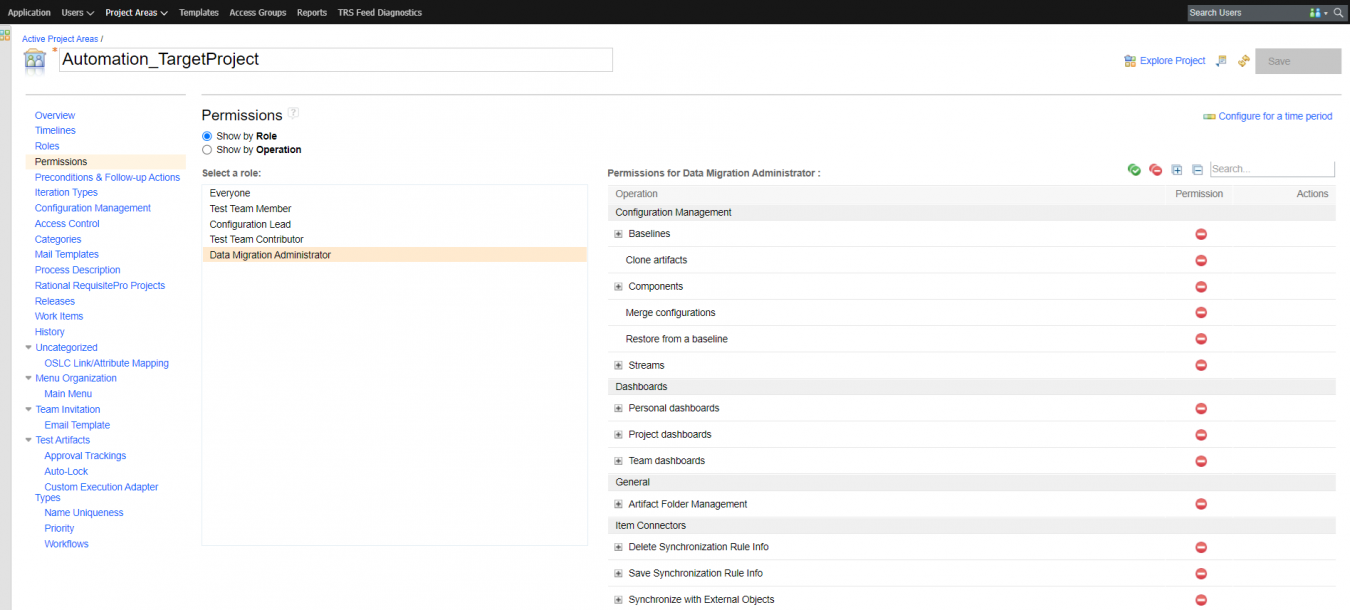 Application Users Project Areas Templates Access Groups Reports TRS Feed Diagnostics Search Users
Active Project Areas /
* Automation_TargetProject
Explore Project Save
Overview
Timelines
Roles
Permissions
Preconditions & Follow-up Actions
Iteration Types
Configuration Management
Access Control
Categories
Mail Templates
Process Description
Rational RequisitePro Projects
Releases
Work Items
History
Uncategorized
OSLC Link/Attribute Mapping
Menu Organization
Main Menu
Team Invitation
Email Template
Test Artifacts
Approval Trackings
Auto-Lock
Custom Execution Adapter
Types
Name Uniqueness
Priority
Workflows
Permissions ?
Configure for a time period
Show by Role
Show by Operation
Select a role:
Everyone
Test Team Member
Configuration Lead
Test Team Contributor
Data Migration Administrator
Permissions for Data Migration Administrator :
Search...
Operation Permission Actions
Configuration Management
Baselines
Clone artifacts
Components
Merge configurations
Restore from a baseline
Streams
Dashboards
Personal dashboards
Project dashboards
Team dashboards
General
Artifact Folder Management
Item Connectors
Delete Synchronization Rule Info
Save Synchronization Rule Info
Synchronize with External Objects